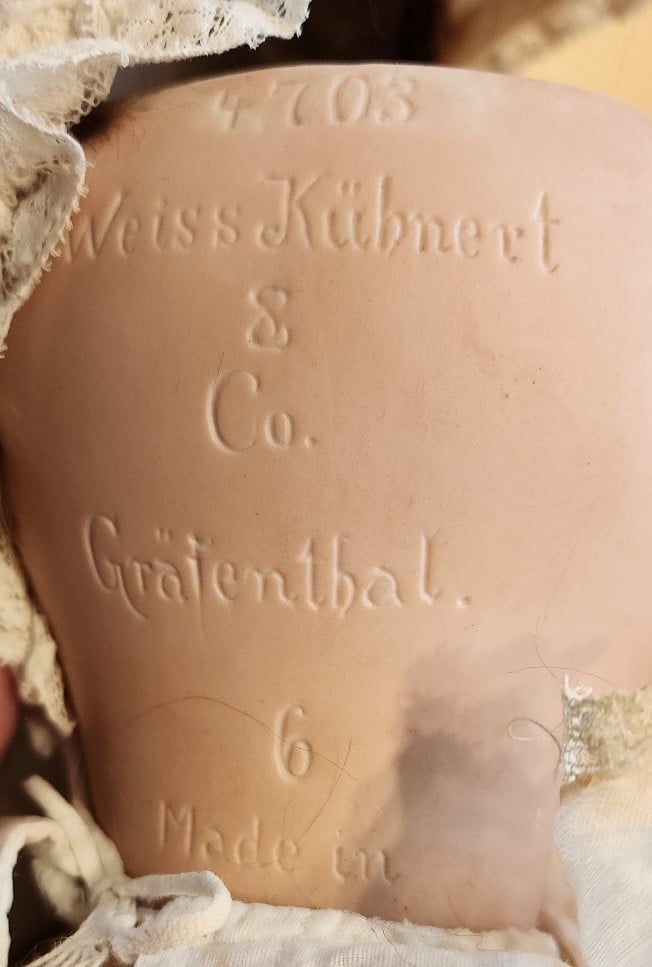 4703
Weiss Kühnert
&
Co.
Gräfenthal.
6
Made in